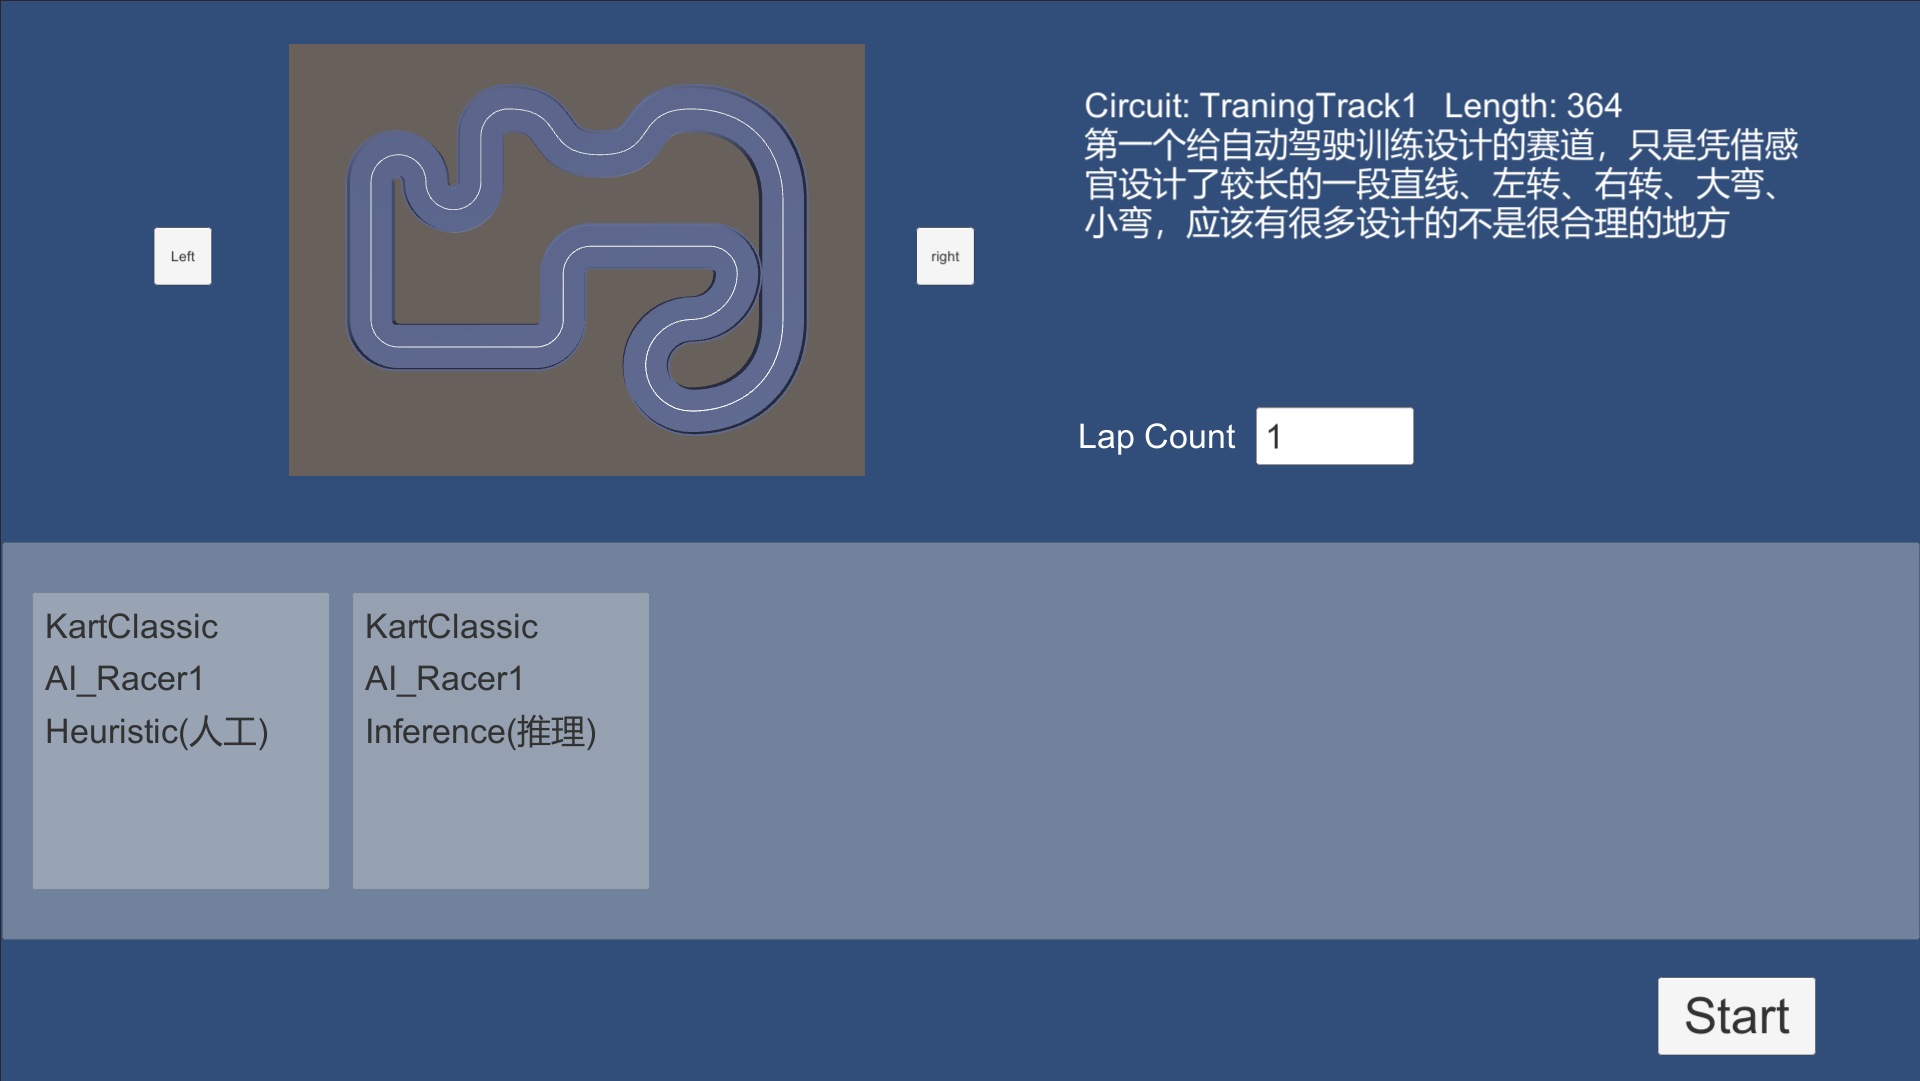 Circuit: TraningTrack1 Length: 364
第一个给自动驾驶训练设计的赛道，只是凭借感
官设计了较长的一段直线、左转、右转、大弯、
小弯，应该有很多设计的不是很合理的地方
Left
right
Lap Count 1
KartClassic
AI_Racer1
Heuristic(人工)
KartClassic
AI_Racer1
Inference(推理)
Start